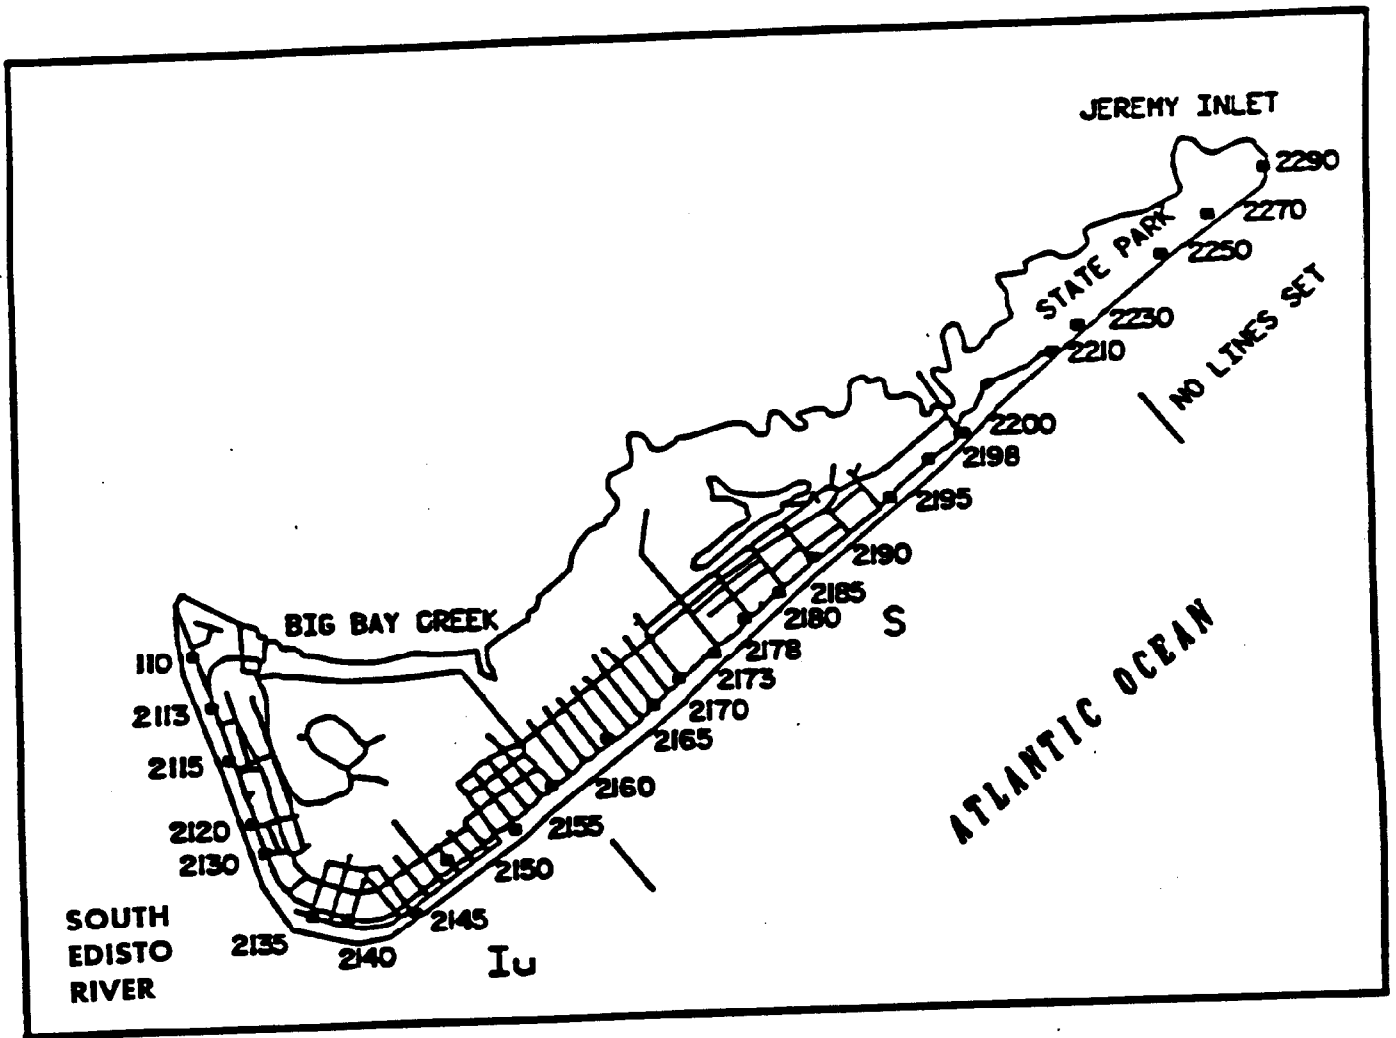 JEREMY INLET
2290
2270
2250
STATE PARK
2230
2210
NO LINES SET
2200
2198
2195
2190
2185
S
2180
2178
2173
2170
2165
2160
2155
2150
2145
Iu
2140
2135
BIG BAY CREEK
110
2113
2115
2120
2130
SOUTH
EDISTO
RIVER
ATLANTIC OCEAN